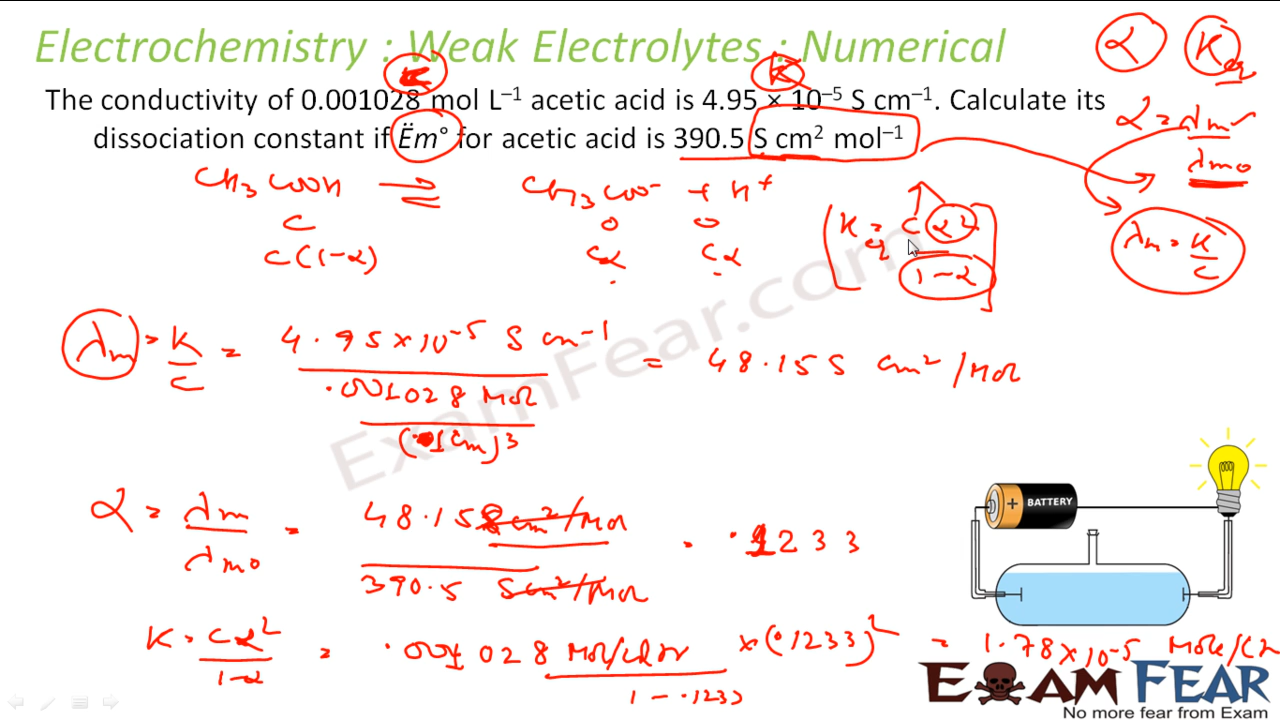 Electrochemistry : Weak Electrolytes : Numerical
The conductivity of 0.001028 mol L⁻¹ acetic acid is 4.95 × 10⁻⁵ S cm⁻¹. Calculate its
dissociation constant if Ëm° for acetic acid is 390.5 S cm² mol⁻¹
K
K
α Keq
α = λm
λm0
λm = K/C
CH3COOH ⇌ CH3COO⁻ + H⁺
C 0 0
C(1-α) Cα Cα
Keq = Cα²
1-α
λm = K/C = 4.95×10⁻⁵ S cm⁻¹ = 48.15 S cm²/Mol
.001028 Mol
cm)³
α = λm/λm0 = 48.15 S cm²/Mol = .1233
390.5 S cm²/Mol
K = Cα²/1-α = .001028 Mol/ × (.1233)² = 1.78×10⁻⁵ Mole/
1 - .1233
BATTERY
ExamFear.com
EXAM FEAR
No more fear from Exam